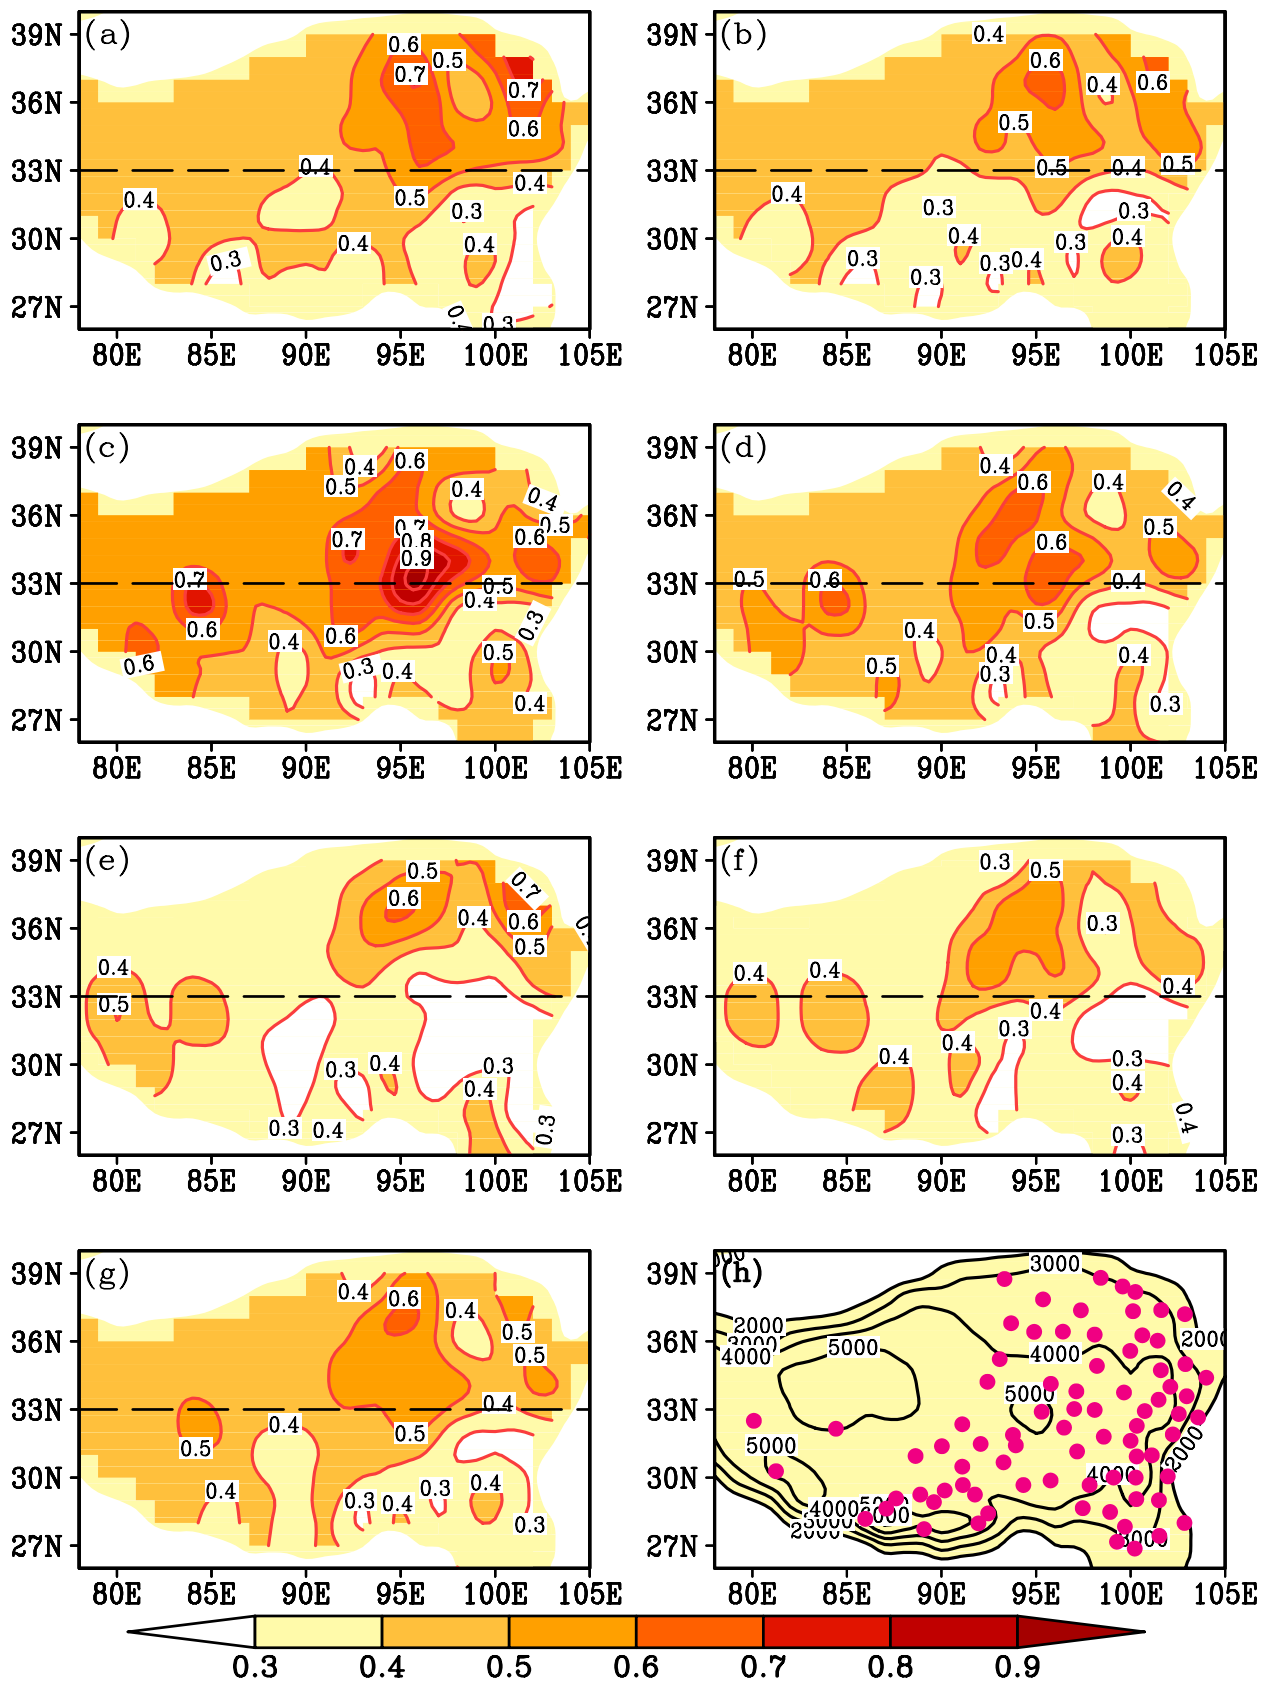 39N (a) 0.6 0.5
0.7 0.7
36N
0.6
33N 0.4 0.4
0.4 0.5 0.3
30N 0.3 0.4 0.4
27N 0.3
80E 85E 90E 95E 100E 105E
39N (b) 0.4
0.6 0.4 0.6
36N
0.5
33N 0.5 0.4 0.5
0.4 0.3 0.3
30N 0.3 0.4 0.3 0.4
0.3 0.3 0.4
27N
80E 85E 90E 95E 100E 105E
39N (c) 0.4 0.6
0.5 0.4 0.4
36N 0.7 0.5
0.7 0.8 0.6
0.9
33N 0.7 0.5
0.4
0.6 0.4 0.6 0.3
30N 0.6 0.3 0.4 0.5
0.4
27N
80E 85E 90E 95E 100E 105E
39N (d) 0.4
0.6 0.4 0.4
36N
0.6 0.5
33N 0.5 0.6 0.4
0.4 0.5
30N 0.5 0.4 0.4
0.3 0.3
27N
80E 85E 90E 95E 100E 105E
39N (e) 0.5 0.7
0.6 0.4 0.6
36N
0.5
0.4
33N 0.5
30N 0.3 0.4 0.3
0.4
27N 0.3 0.4 0.3
80E 85E 90E 95E 100E 105E
39N (f) 0.3 0.5
36N 0.3
0.4 0.4
33N 0.4
0.4 0.3
30N 0.4 0.4 0.3
0.4
27N 0.3 0.4
80E 85E 90E 95E 100E 105E
39N (g) 0.4 0.6 0.4
36N 0.5
0.5
33N 0.4
0.5 0.4 0.5
30N 0.4 0.3 0.4 0.3 0.4
0.3
27N
80E 85E 90E 95E 100E 105E
39N (h) 3000
2000
36N 3000 2000
4000 5000 4000
33N 5000
5000 2000
30N 4000
4000
3000
27N 2000 3000
80E 85E 90E 95E 100E 105E
0.3 0.4 0.5 0.6 0.7 0.8 0.9